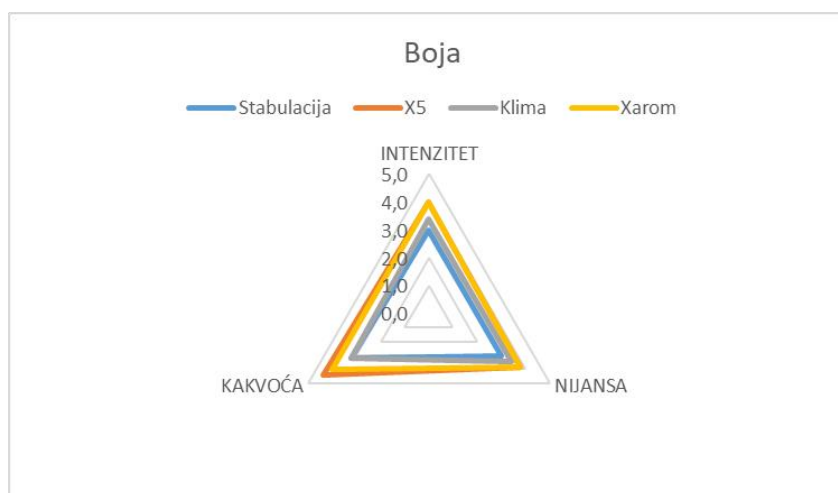 Boja
Stabulacija X5 Klima Xarom
INTENZITET
5,0
4,0
3,0
2,0
1,0
0,0
KAKVOĆA NIJANSA